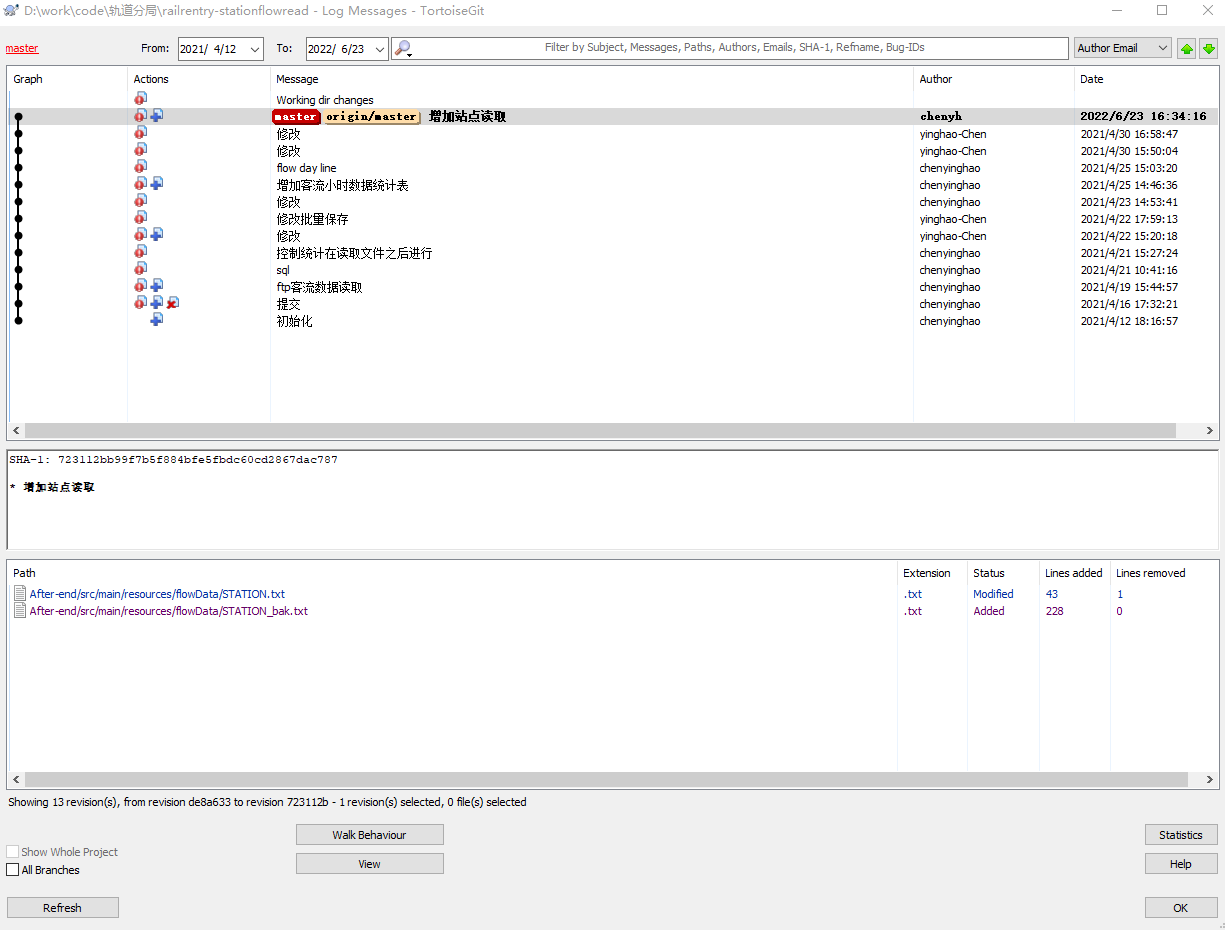 D:\work\code\轨道分局\railrentry-stationflowread - Log Messages - TortoiseGit
master From: 2021/ 4/12 To: 2022/ 6/23 Filter by Subject, Messages, Paths, Authors, Emails, SHA-1, Refname, Bug-IDs Author Email
Graph Actions Message Author Date
Working dir changes
master origin/master 增加站点读取 chenyh 2022/6/23 16:34:16
修改 yinghao-Chen 2021/4/30 16:58:47
修改 yinghao-Chen 2021/4/30 15:50:04
flow day line chenyinghao 2021/4/25 15:03:20
增加客流小时数据统计表 chenyinghao 2021/4/25 14:46:36
修改 chenyinghao 2021/4/23 14:53:41
修改批量保存 yinghao-Chen 2021/4/22 17:59:13
修改 yinghao-Chen 2021/4/22 15:20:18
控制统计在读取文件之后进行 chenyinghao 2021/4/21 15:27:24
sql chenyinghao 2021/4/21 10:41:16
ftp客流数据读取 chenyinghao 2021/4/19 15:44:57
提交 chenyinghao 2021/4/16 17:32:21
初始化 chenyinghao 2021/4/12 18:16:57
SHA-1: 723112bb99f7b5f884bfe5fbdc60cd2867dac787
* 增加站点读取
Path Extension Status Lines added Lines removed
After-end/src/main/resources/flowData/STATION.txt .txt Modified 43 1
After-end/src/main/resources/flowData/STATION_bak.txt .txt Added 228 0
Showing 13 revision(s), from revision de8a633 to revision 723112b - 1 revision(s) selected, 0 file(s) selected
Walk Behaviour Statistics
Show Whole Project
View Help
All Branches
Refresh OK